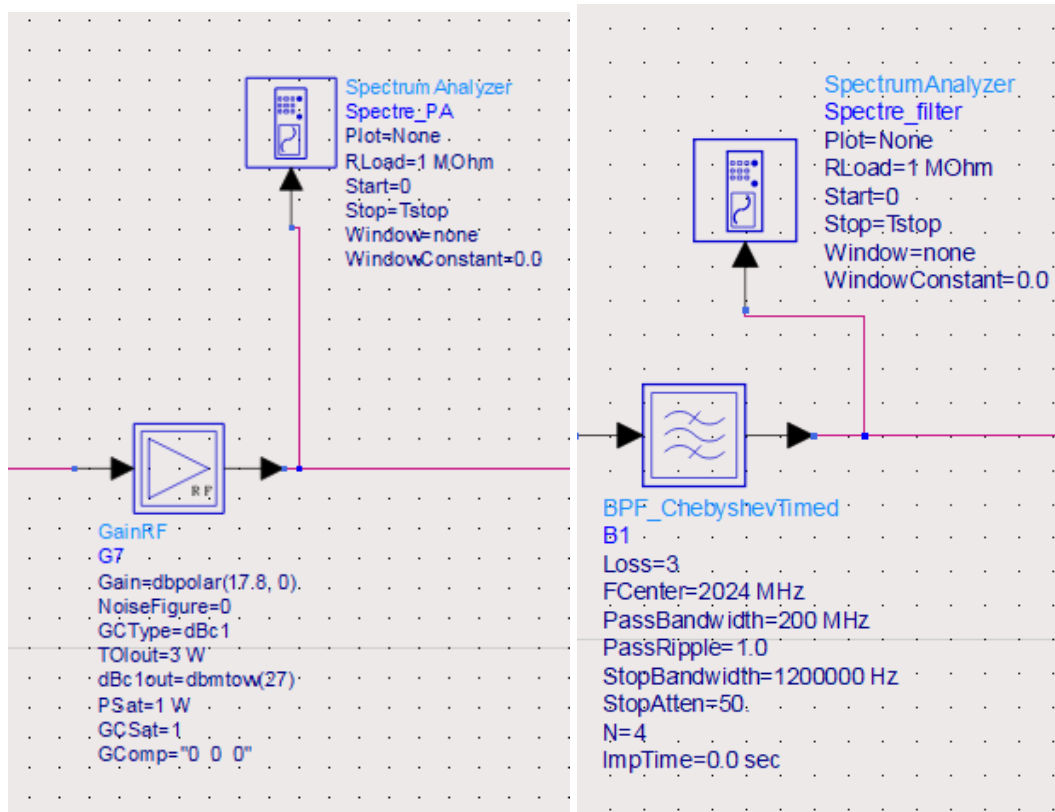 Spectrum Analyzer
Spectre_PA
Plot=None
RLoad=1 MOhm
Start=0
Stop=Tstop
Window=none
WindowConstant=0.0
RF
GainRF
G7
Gain=dbpolar(17.8, 0)
NoiseFigure=0
GCType=dBc1
TOIout=3 W
dBc1out=dbmtow(27)
PSat=1 W
GCSat=1
GComp="0 0 0"
SpectrumAnalyzer
Spectre_filter
Plot=None
RLoad=1 MOhm
Start=0
Stop=Tstop
Window=none
WindowConstant=0.0
BPF_ChebyshevTimed
B1
Loss=3
FCenter=2024 MHz
PassBandwidth=200 MHz
PassRipple=1.0
StopBandwidth=1200000 Hz
StopAtten=50.
N=4
ImpTime=0.0 sec